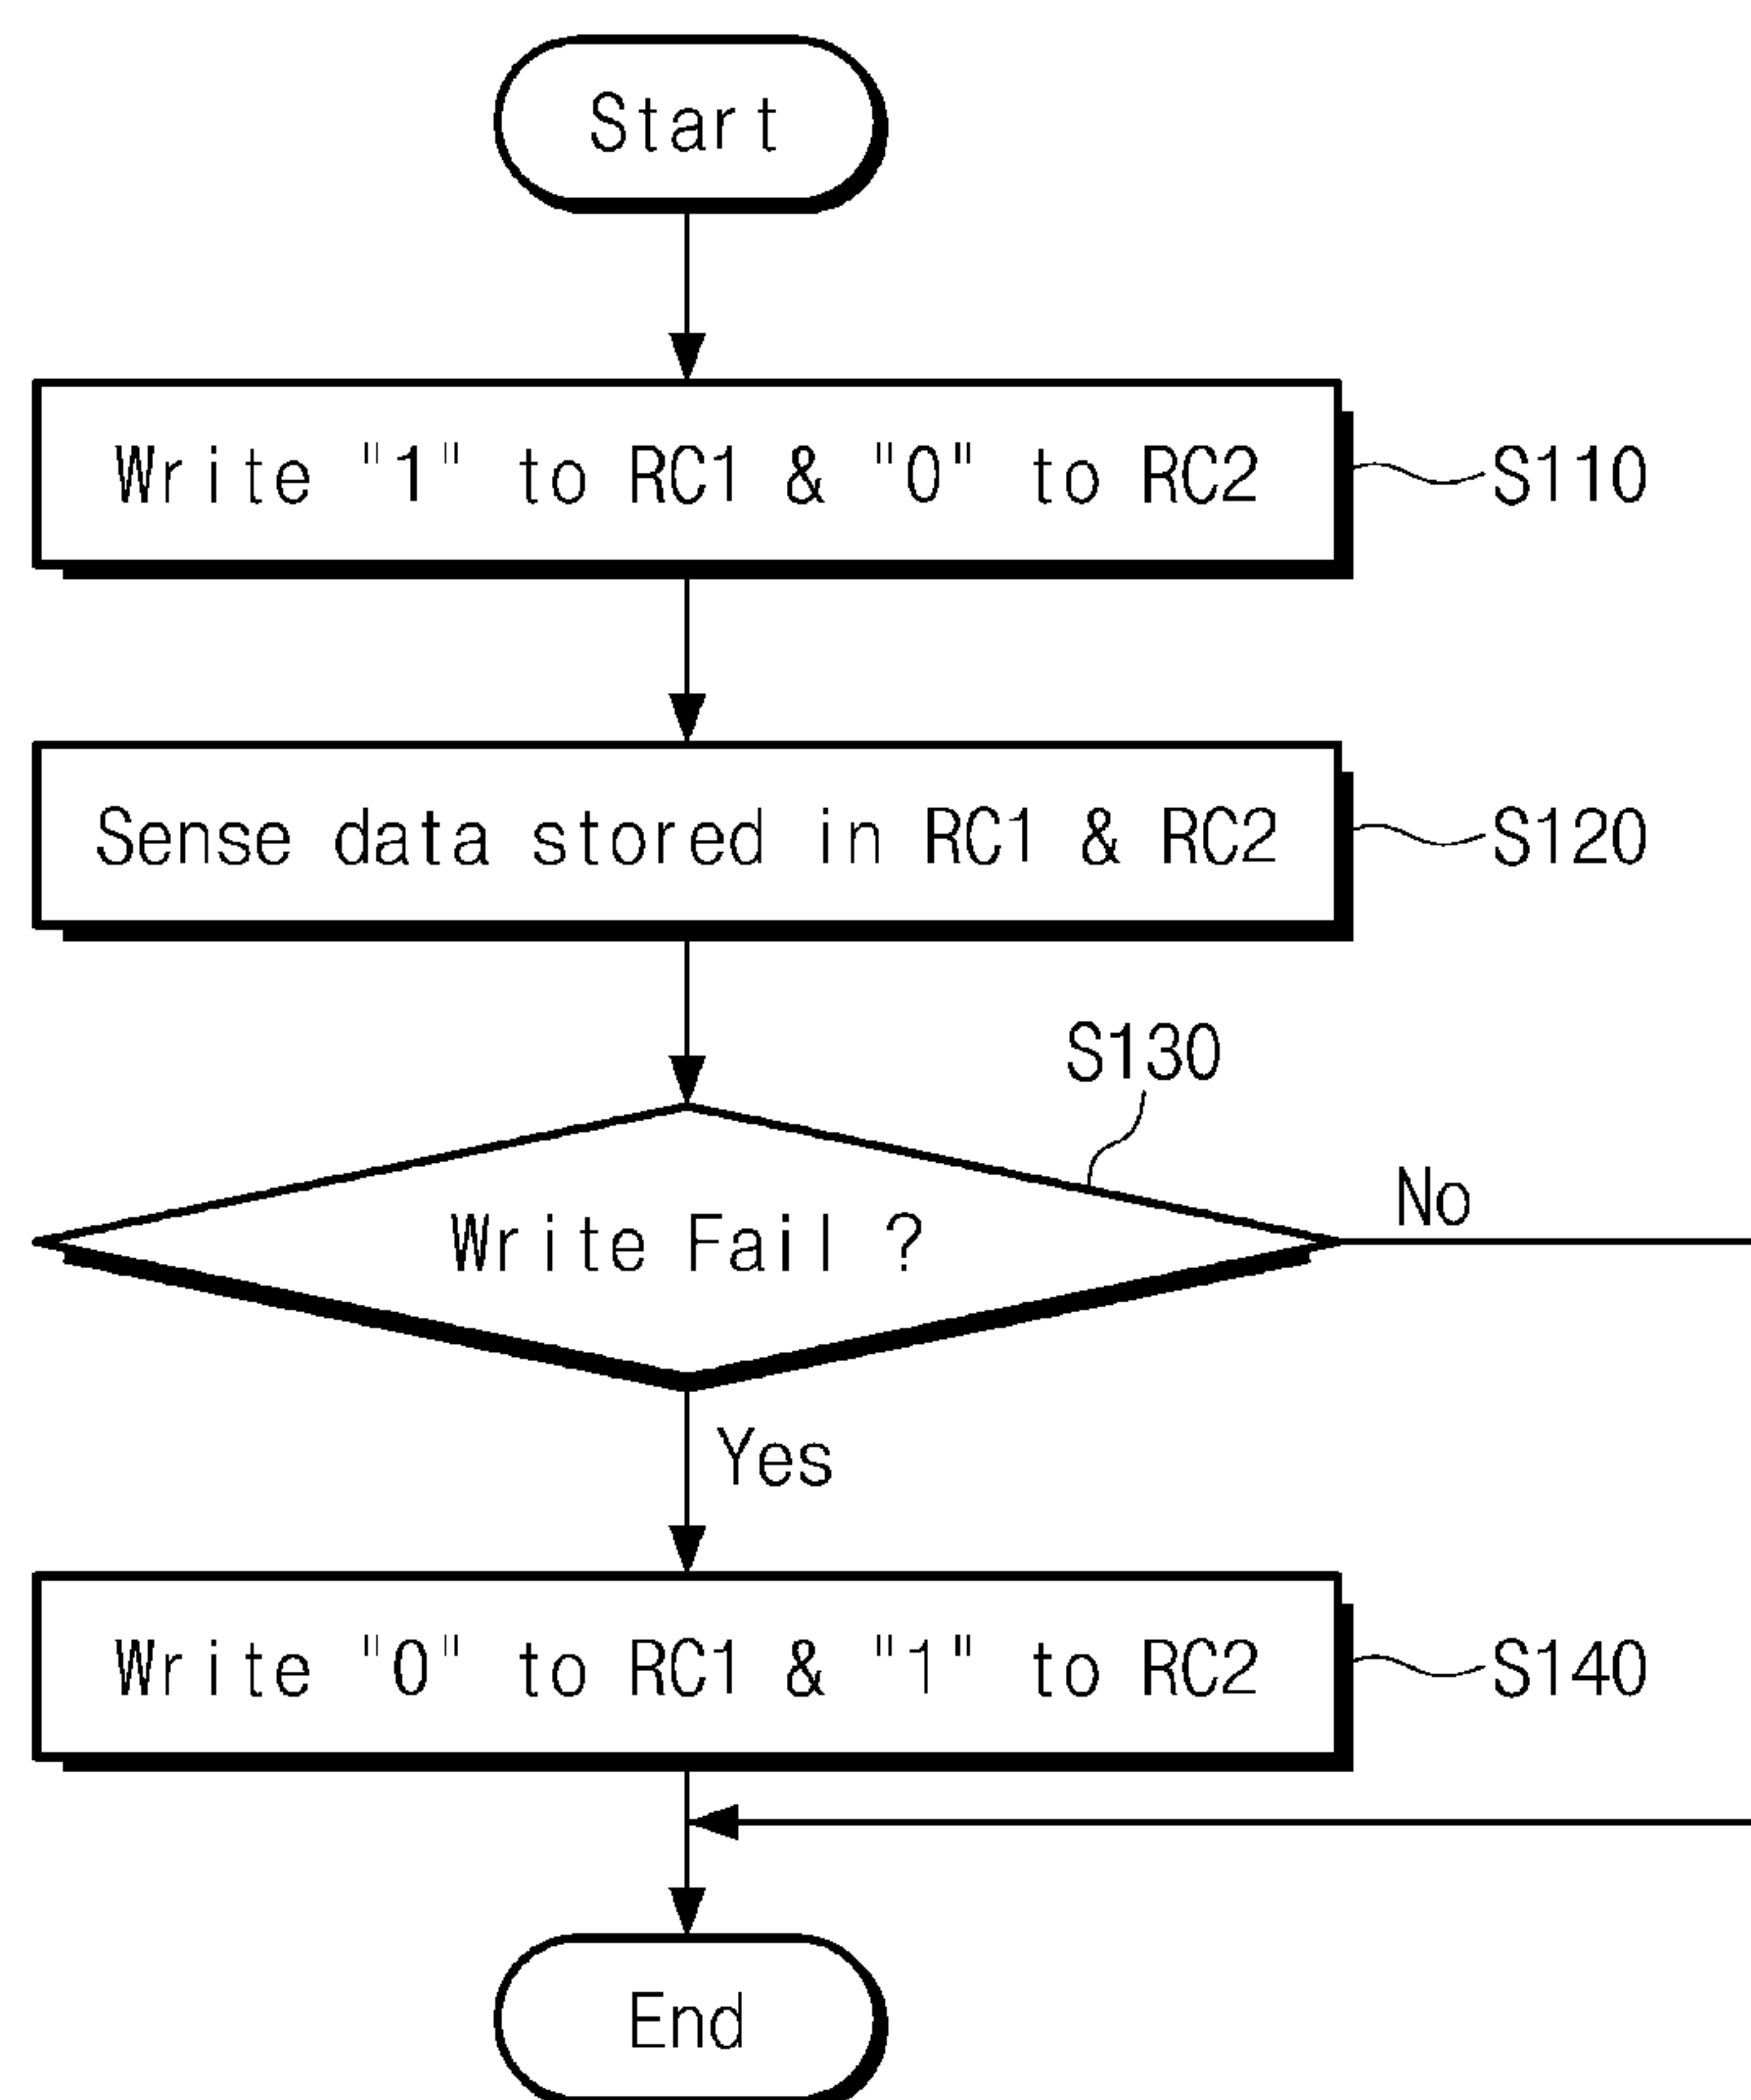 Start
Write "1" to RC1 & "0" to RC2
S110
Sense data stored in RC1 & RC2
S120
S130
Write Fail ?
No
Yes
Write "0" to RC1 & "1" to RC2
S140
End